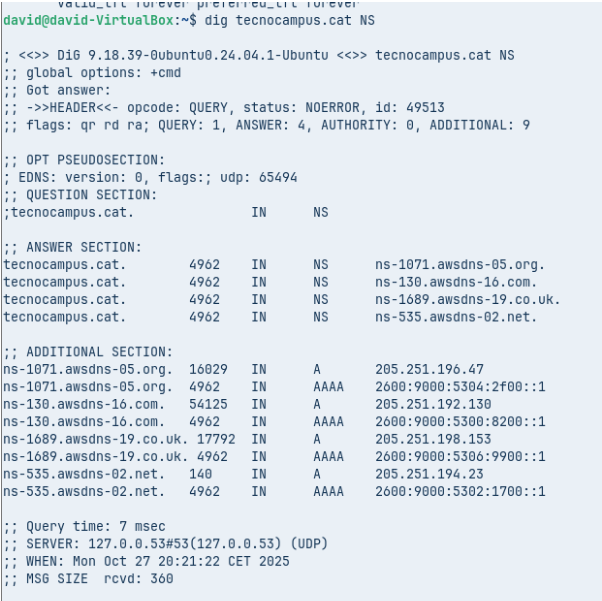 valid_lft forever preferred_lft forever
david@david-VirtualBox:~$ dig tecnocampus.cat NS
; <<>> DiG 9.18.39-0ubuntu0.24.04.1-Ubuntu <<>> tecnocampus.cat NS
;; global options: +cmd
;; Got answer:
;; ->>HEADER<<- opcode: QUERY, status: NOERROR, id: 49513
;; flags: qr rd ra; QUERY: 1, ANSWER: 4, AUTHORITY: 0, ADDITIONAL: 9
;; OPT PSEUDOSECTION:
; EDNS: version: 0, flags:; udp: 65494
;; QUESTION SECTION:
;tecnocampus.cat. IN NS
;; ANSWER SECTION:
tecnocampus.cat. 4962 IN NS ns-1071.awsdns-05.org.
tecnocampus.cat. 4962 IN NS ns-130.awsdns-16.com.
tecnocampus.cat. 4962 IN NS ns-1689.awsdns-19.co.uk.
tecnocampus.cat. 4962 IN NS ns-535.awsdns-02.net.
;; ADDITIONAL SECTION:
ns-1071.awsdns-05.org. 16029 IN A 205.251.196.47
ns-1071.awsdns-05.org. 4962 IN AAAA 2600:9000:5304:2f00::1
ns-130.awsdns-16.com. 54125 IN A 205.251.192.130
ns-130.awsdns-16.com. 4962 IN AAAA 2600:9000:5300:8200::1
ns-1689.awsdns-19.co.uk. 17792 IN A 205.251.198.153
ns-1689.awsdns-19.co.uk. 4962 IN AAAA 2600:9000:5306:9900::1
ns-535.awsdns-02.net. 140 IN A 205.251.194.23
ns-535.awsdns-02.net. 4962 IN AAAA 2600:9000:5302:1700::1
;; Query time: 7 msec
;; SERVER: 127.0.0.53#53(127.0.0.53) (UDP)
;; WHEN: Mon Oct 27 20:21:22 CET 2025
;; MSG SIZE rcvd: 360